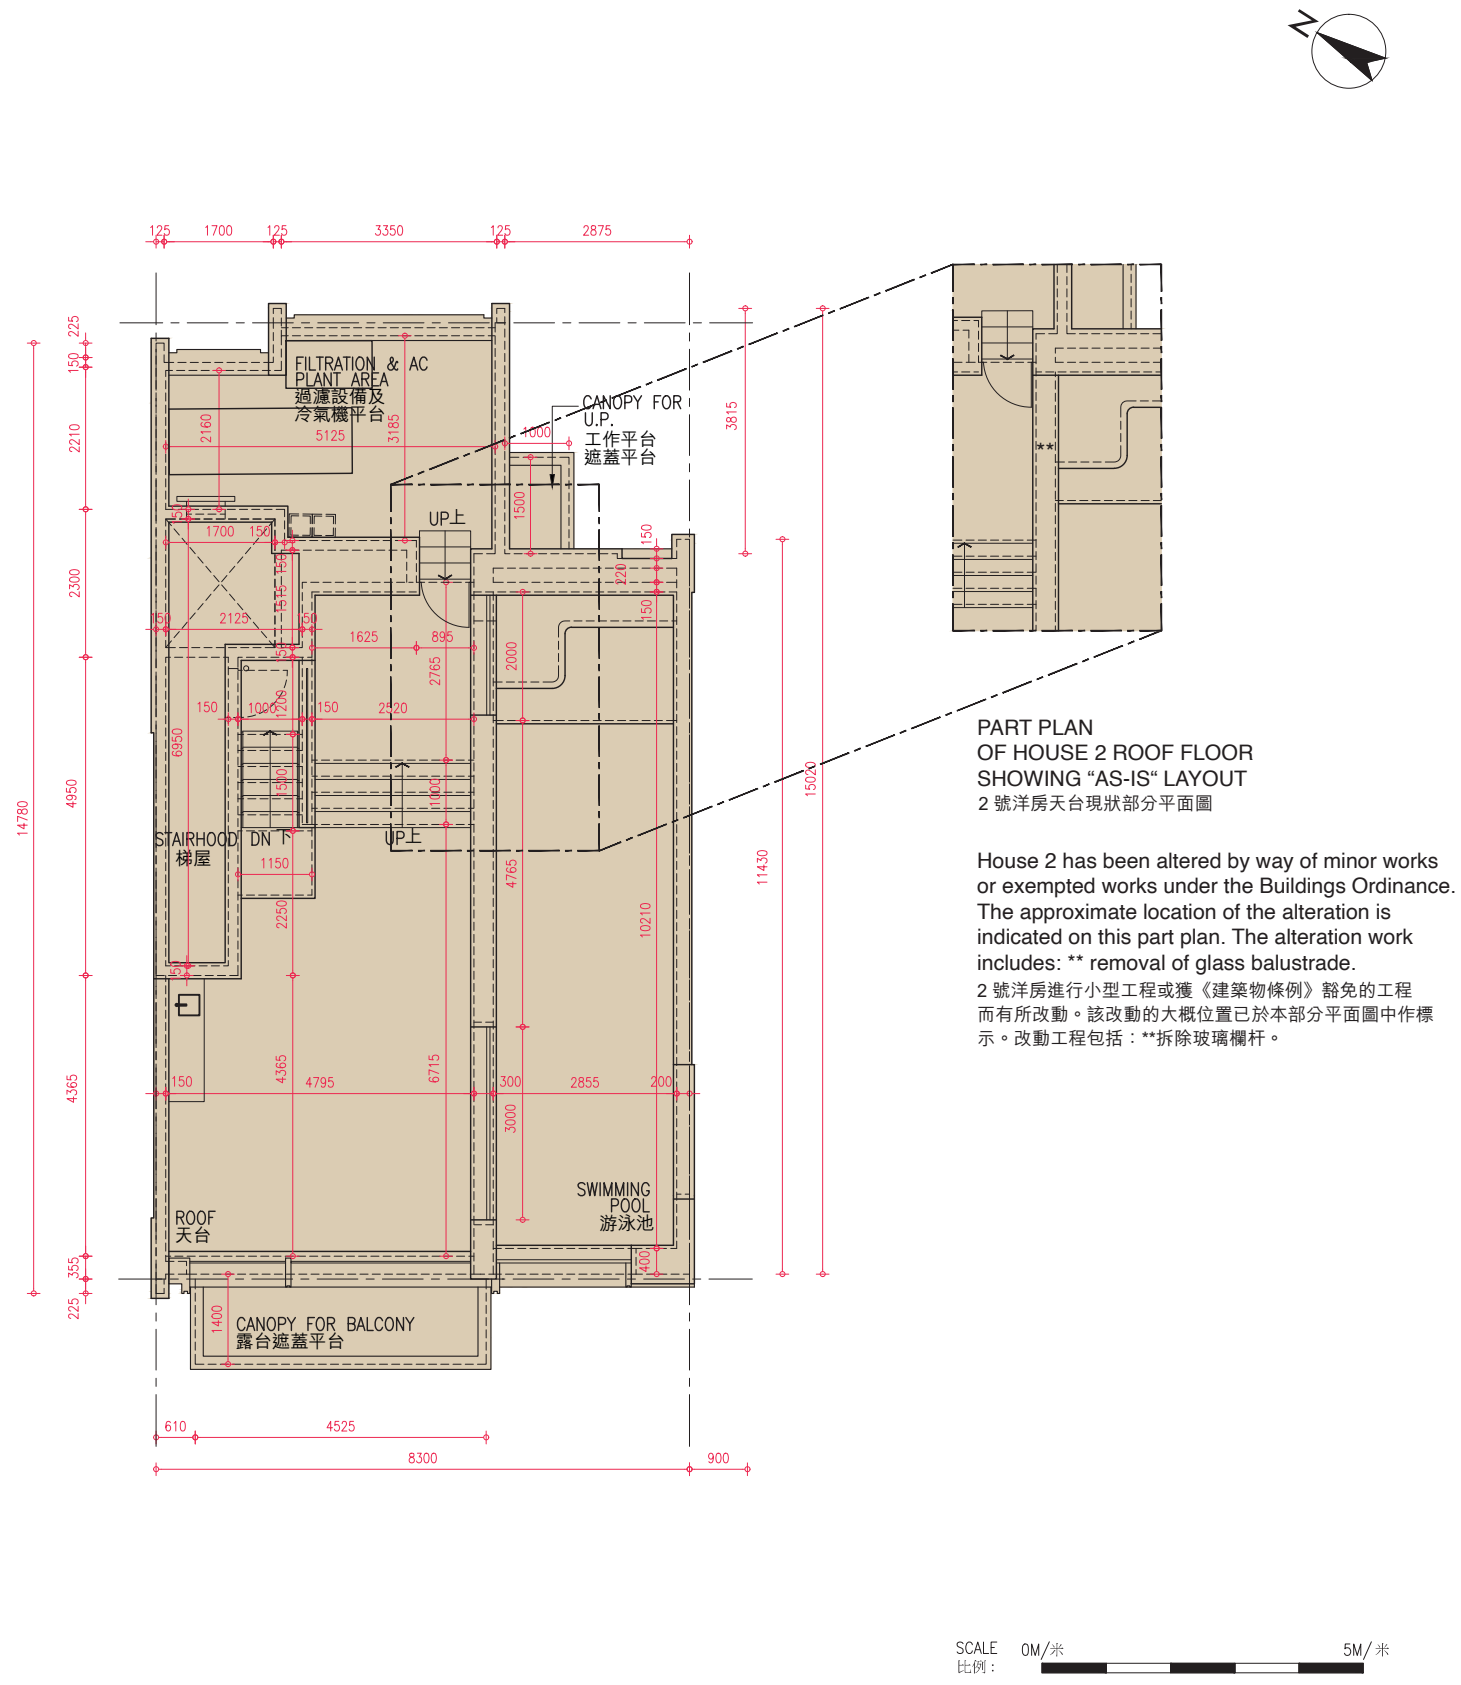 N
125 1700 125 3350 125 2875
225
150
2210
2300
4950
14780
4365
355
225
FILTRATION & AC
PLANT AREA
過濾設備及
冷氣機平台
2160
5125
3185
CANOPY FOR
U.P.
工作平台
遮蓋平台
1000
1500
3815
UP上
50
1700 150
150
1515
150
220
150
150 2125 150
150
1625 895
2765
2000
150 1000 150 2520
1200
6950
1500
1000
15020
11430
STAIRHOOD DN下
梯屋
UP上
1150
2250
4765
10210
150
4365
6715
150 4795 300 2855 200
3000
SWIMMING
POOL
游泳池
ROOF
天台
400
1400
CANOPY FOR BALCONY
露台遮蓋平台
610 4525
8300 900
**
PART PLAN
OF HOUSE 2 ROOF FLOOR
SHOWING “AS-IS“ LAYOUT
2 號洋房天台現狀部分平面圖
House 2 has been altered by way of minor works
or exempted works under the Buildings Ordinance.
The approximate location of the alteration is
indicated on this part plan. The alteration work
includes: ** removal of glass balustrade.
2 號洋房進行小型工程或獲《建築物條例》豁免的工程
而有所改動。該改動的大概位置已於本部分平面圖中作標
示。改動工程包括：**拆除玻璃欄杆。
SCALE 0M/米 5M/米
比例 :